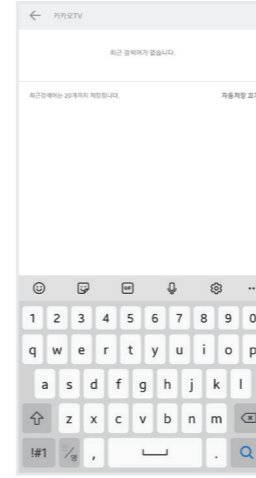 카카오TV
최근 검색어가 없습니다.
최근검색어는 20개까지 저장됩니다. 자동저장 끄기
GIF
1 2 3 4 5 6 7 8 9 0
q w e r t y u i o p
a s d f g h j k l
z x c v b n m
!#1 ,  .